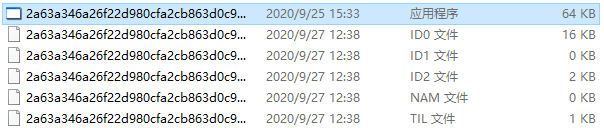 2a63a346a26f22d980cfa2cb863d0c9... 2020/9/25 15:33 应用程序 64 KB
2a63a346a26f22d980cfa2cb863d0c9... 2020/9/27 12:38 ID0 文件 16 KB
2a63a346a26f22d980cfa2cb863d0c9... 2020/9/27 12:38 ID1 文件 0 KB
2a63a346a26f22d980cfa2cb863d0c9... 2020/9/27 12:38 ID2 文件 2 KB
2a63a346a26f22d980cfa2cb863d0c9... 2020/9/27 12:38 NAM 文件 0 KB
2a63a346a26f22d980cfa2cb863d0c9... 2020/9/27 12:38 TIL 文件 1 KB